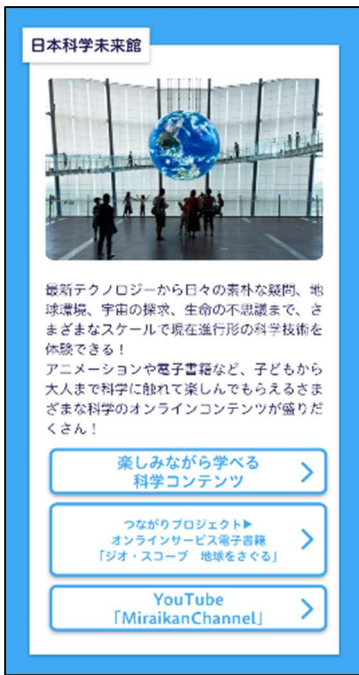 日本科学未来館
最新テクノロジーから日々の素朴な疑問、地
球環境、宇宙の探求、生命の不思議まで、さ
まざまなスケールで現在進行形の科学技術を
体験できる!
アニメーションや電子書籍など、子どもから
大人まで科学に触れて楽しんでもらえるさま
ざまな科学のオンラインコンテンツが盛りだ
くさん!
楽しみながら学べる
科学コンテンツ
つながりプロジェクト▶
オンラインサービス電子書籍
「ジオ・スコープ 地球をさぐる」
YouTube
「MiraikanChannel」